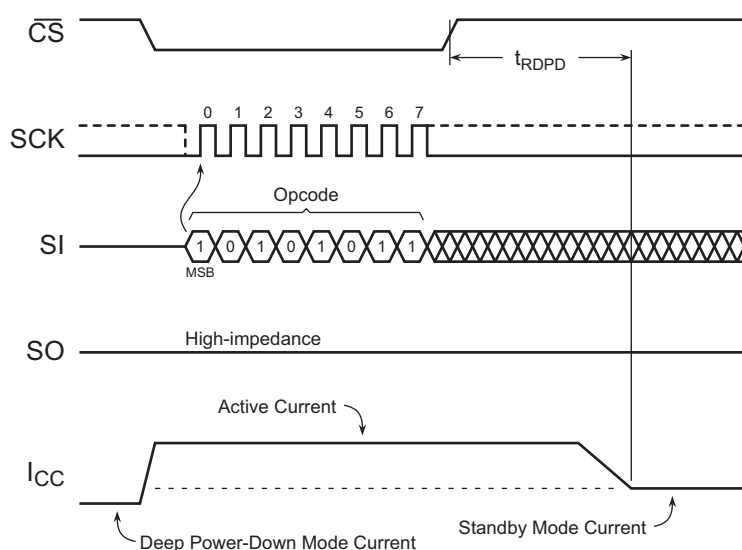 CS
tRDPD
SCK
0 1 2 3 4 5 6 7
Opcode
SI
1 0 1 0 1 0 1 1
MSB
SO
High-impedance
Active Current
ICC
Standby Mode Current
Deep Power-Down Mode Current